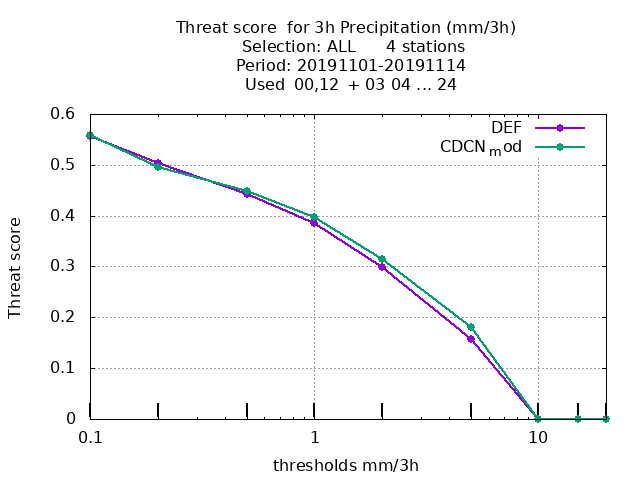 Threat score  for 3h Precipitation (mm/3h)
Selection: ALL      4 stations
Period: 20191101-20191114
Used  00,12  + 03 04 ... 24
DEF
CDCNmod
0.6
0.5
0.4
0.3
0.2
0.1
0
Threat score
0.1
1
10
thresholds mm/3h